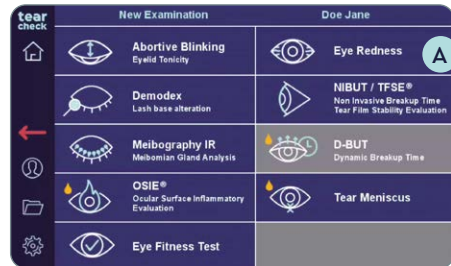 tear
check
New Examination
Doe Jane
Abortive Blinking
Eyelid Tonicity
Eye Redness
A
Demodex
Lash base alteration
NIBUT / TFSE®
Non Invasive Breakup Time
Tear Film Stability Evaluation
Meibography IR
Meibomian Gland Analysis
D-BUT
Dynamic Breakup Time
OSIE®
Ocular Surface Inflammatory
Evaluation
Tear Meniscus
Eye Fitness Test